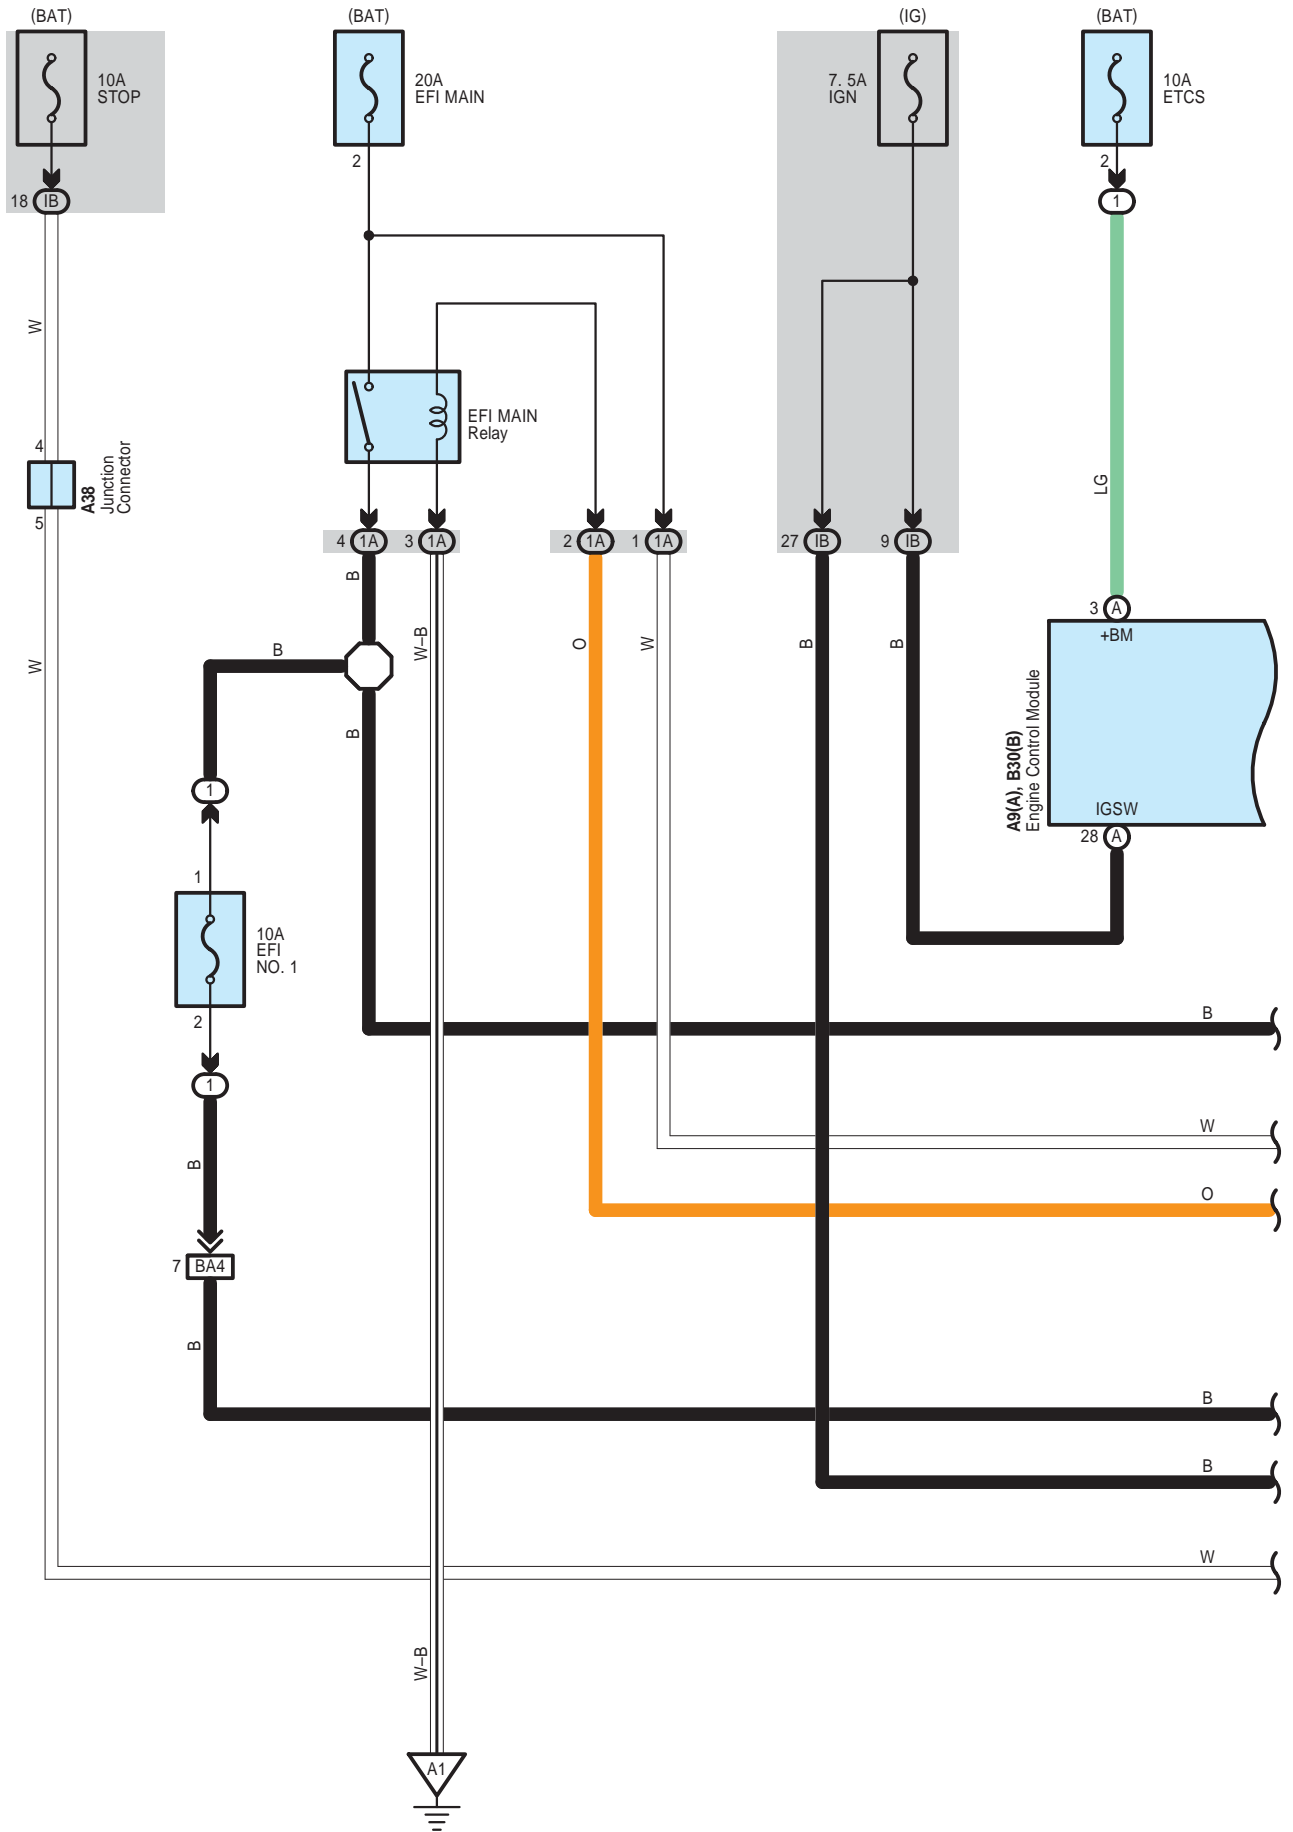 (BAT)
(BAT)
(IG)
(BAT)
10A
STOP
20A
EFI MAIN
7. 5A
IGN
10A
ETCS
2
2
18 IB
1
W
EFI MAIN
Relay
4
A38
Junction
Connector
5
LG
4 1A
3 1A
2 1A
1 1A
27 IB
9 IB
B
3 A
+BM
W
B
W–B
O
W
B
B
B
A9(A), B30(B)
Engine Control Module
1
IGSW
28 A
1
10A
EFI
NO. 1
2
B
1
W
B
O
7 BA4
B
B
B
W
W–B
A1